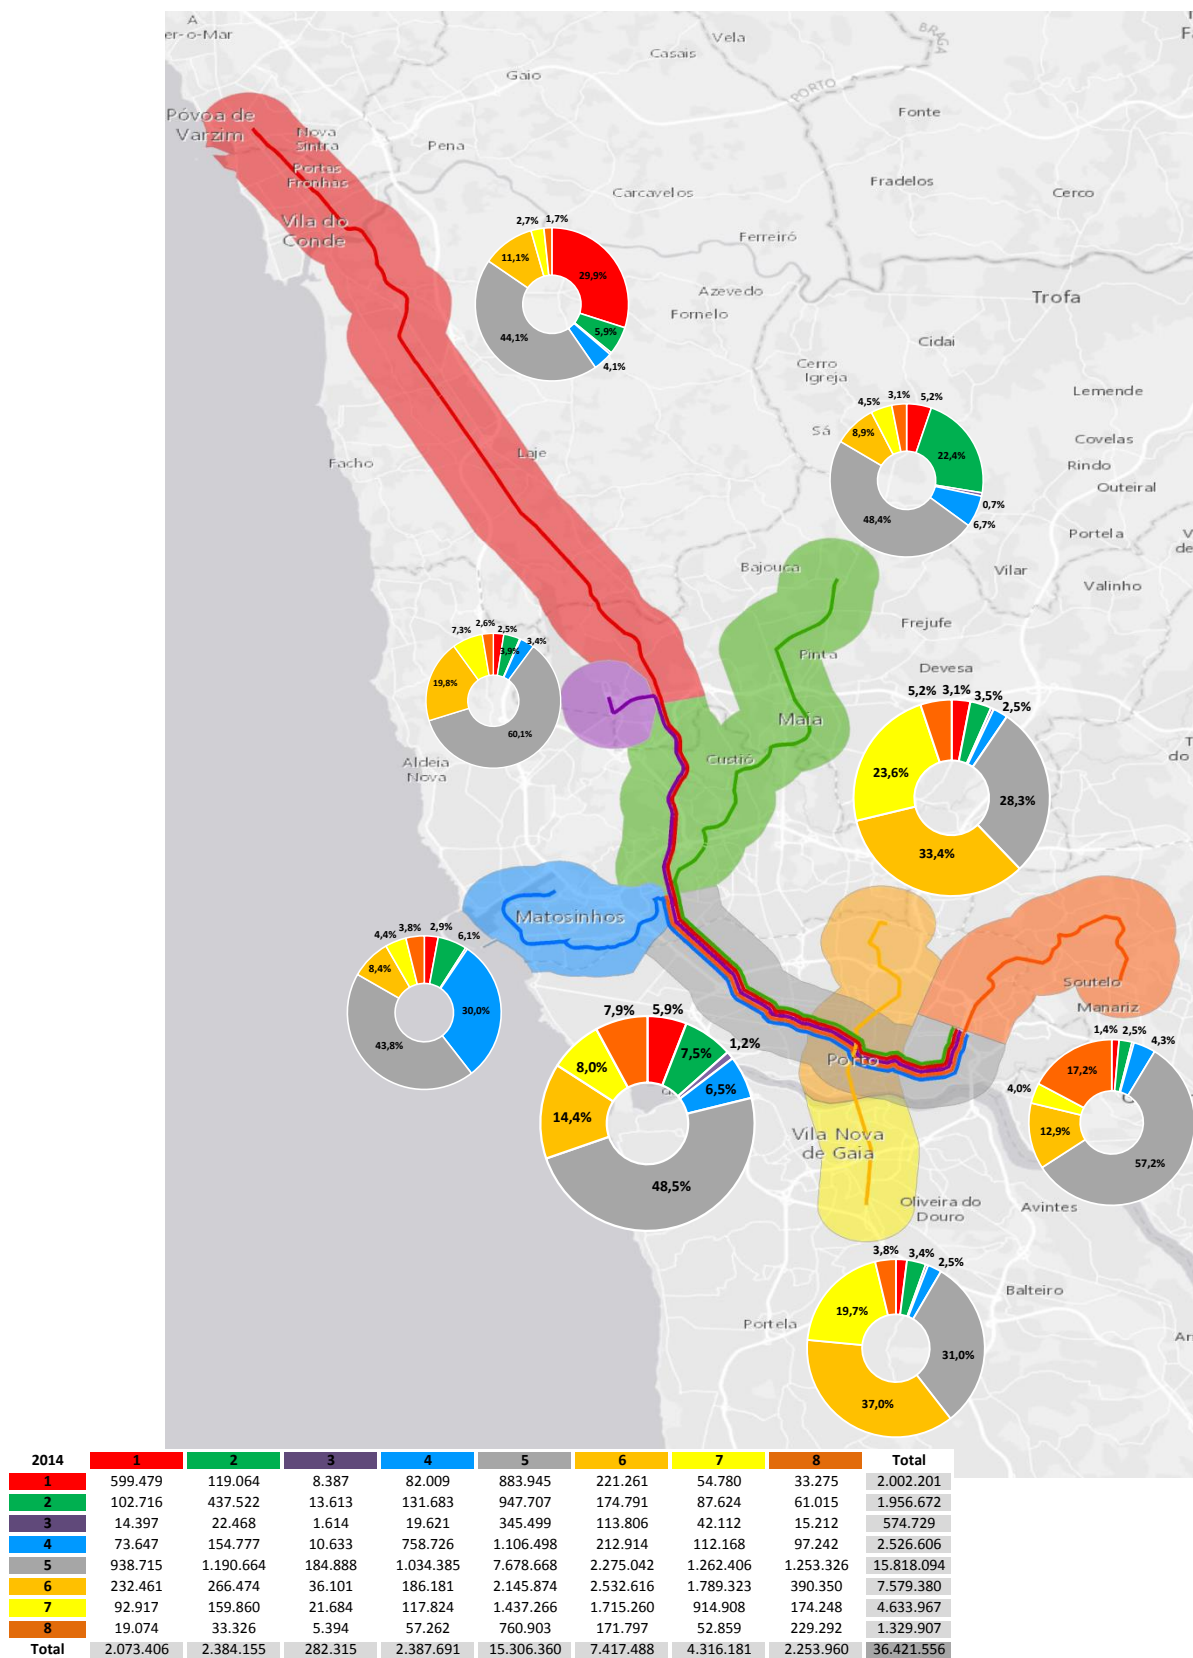 A
er-o-Mar
Vela
BRAGA
Casais
Gaio
PORTO
Fonte
Póvoa de
Varzim
Nova
Sintra
Pena
Portas
Fronhas
Fradelos
Cerco
Carcavelos
Vila do
Conde
2,7%
1,7%
Ferreiró
11,1%
29,9%
Azevedo
Trofa
Fornelo
44,1%
5,9%
4,1%
Cidai
Cerro
Igreja
Lemende
4,5%
3,1%
5,2%
Sá
8,9%
Covelas
22,4%
Rindo
Laje
Facho
Outeiral
0,7%
48,4%
6,7%
Portela
Bajouca
Vilar
Valinho
Frejufe
7,3%
2,6%
2,5%
3,4%
3,9%
Pinta
Devesa
19,8%
5,2%
3,1%
3,5%
2,5%
Maia
60,1%
Aldeia
Nova
Custió
23,6%
28,3%
33,4%
Matosinhos
4,4%
3,8%
2,9%
6,1%
8,4%
Soutelo
30,0%
Manariz
43,8%
7,9%
5,9%
1,4%
2,5%
4,3%
7,5%
1,2%
Porto
8,0%
17,2%
6,5%
4,0%
14,4%
12,9%
Vila Nova
de Gaia
57,2%
48,5%
Oliveira do
Douro
Avintes
3,8%
3,4%
2,5%
Balteiro
19,7%
Portela
31,0%
37,0%
2014 1 2 3 4 5 6 7 8 Total
1 599.479 119.064 8.387 82.009 883.945 221.261 54.780 33.275 2.002.201
2 102.716 437.522 13.613 131.683 947.707 174.791 87.624 61.015 1.956.672
3 14.397 22.468 1.614 19.621 345.499 113.806 42.112 15.212 574.729
4 73.647 154.777 10.633 758.726 1.106.498 212.914 112.168 97.242 2.526.606
5 938.715 1.190.664 184.888 1.034.385 7.678.668 2.275.042 1.262.406 1.253.326 15.818.094
6 232.461 266.474 36.101 186.181 2.145.874 2.532.616 1.789.323 390.350 7.579.380
7 92.917 159.860 21.684 117.824 1.437.266 1.715.260 914.908 174.248 4.633.967
8 19.074 33.326 5.394 57.262 760.903 171.797 52.859 229.292 1.329.907
Total 2.073.406 2.384.155 282.315 2.387.691 15.306.360 7.417.488 4.316.181 2.253.960 36.421.556